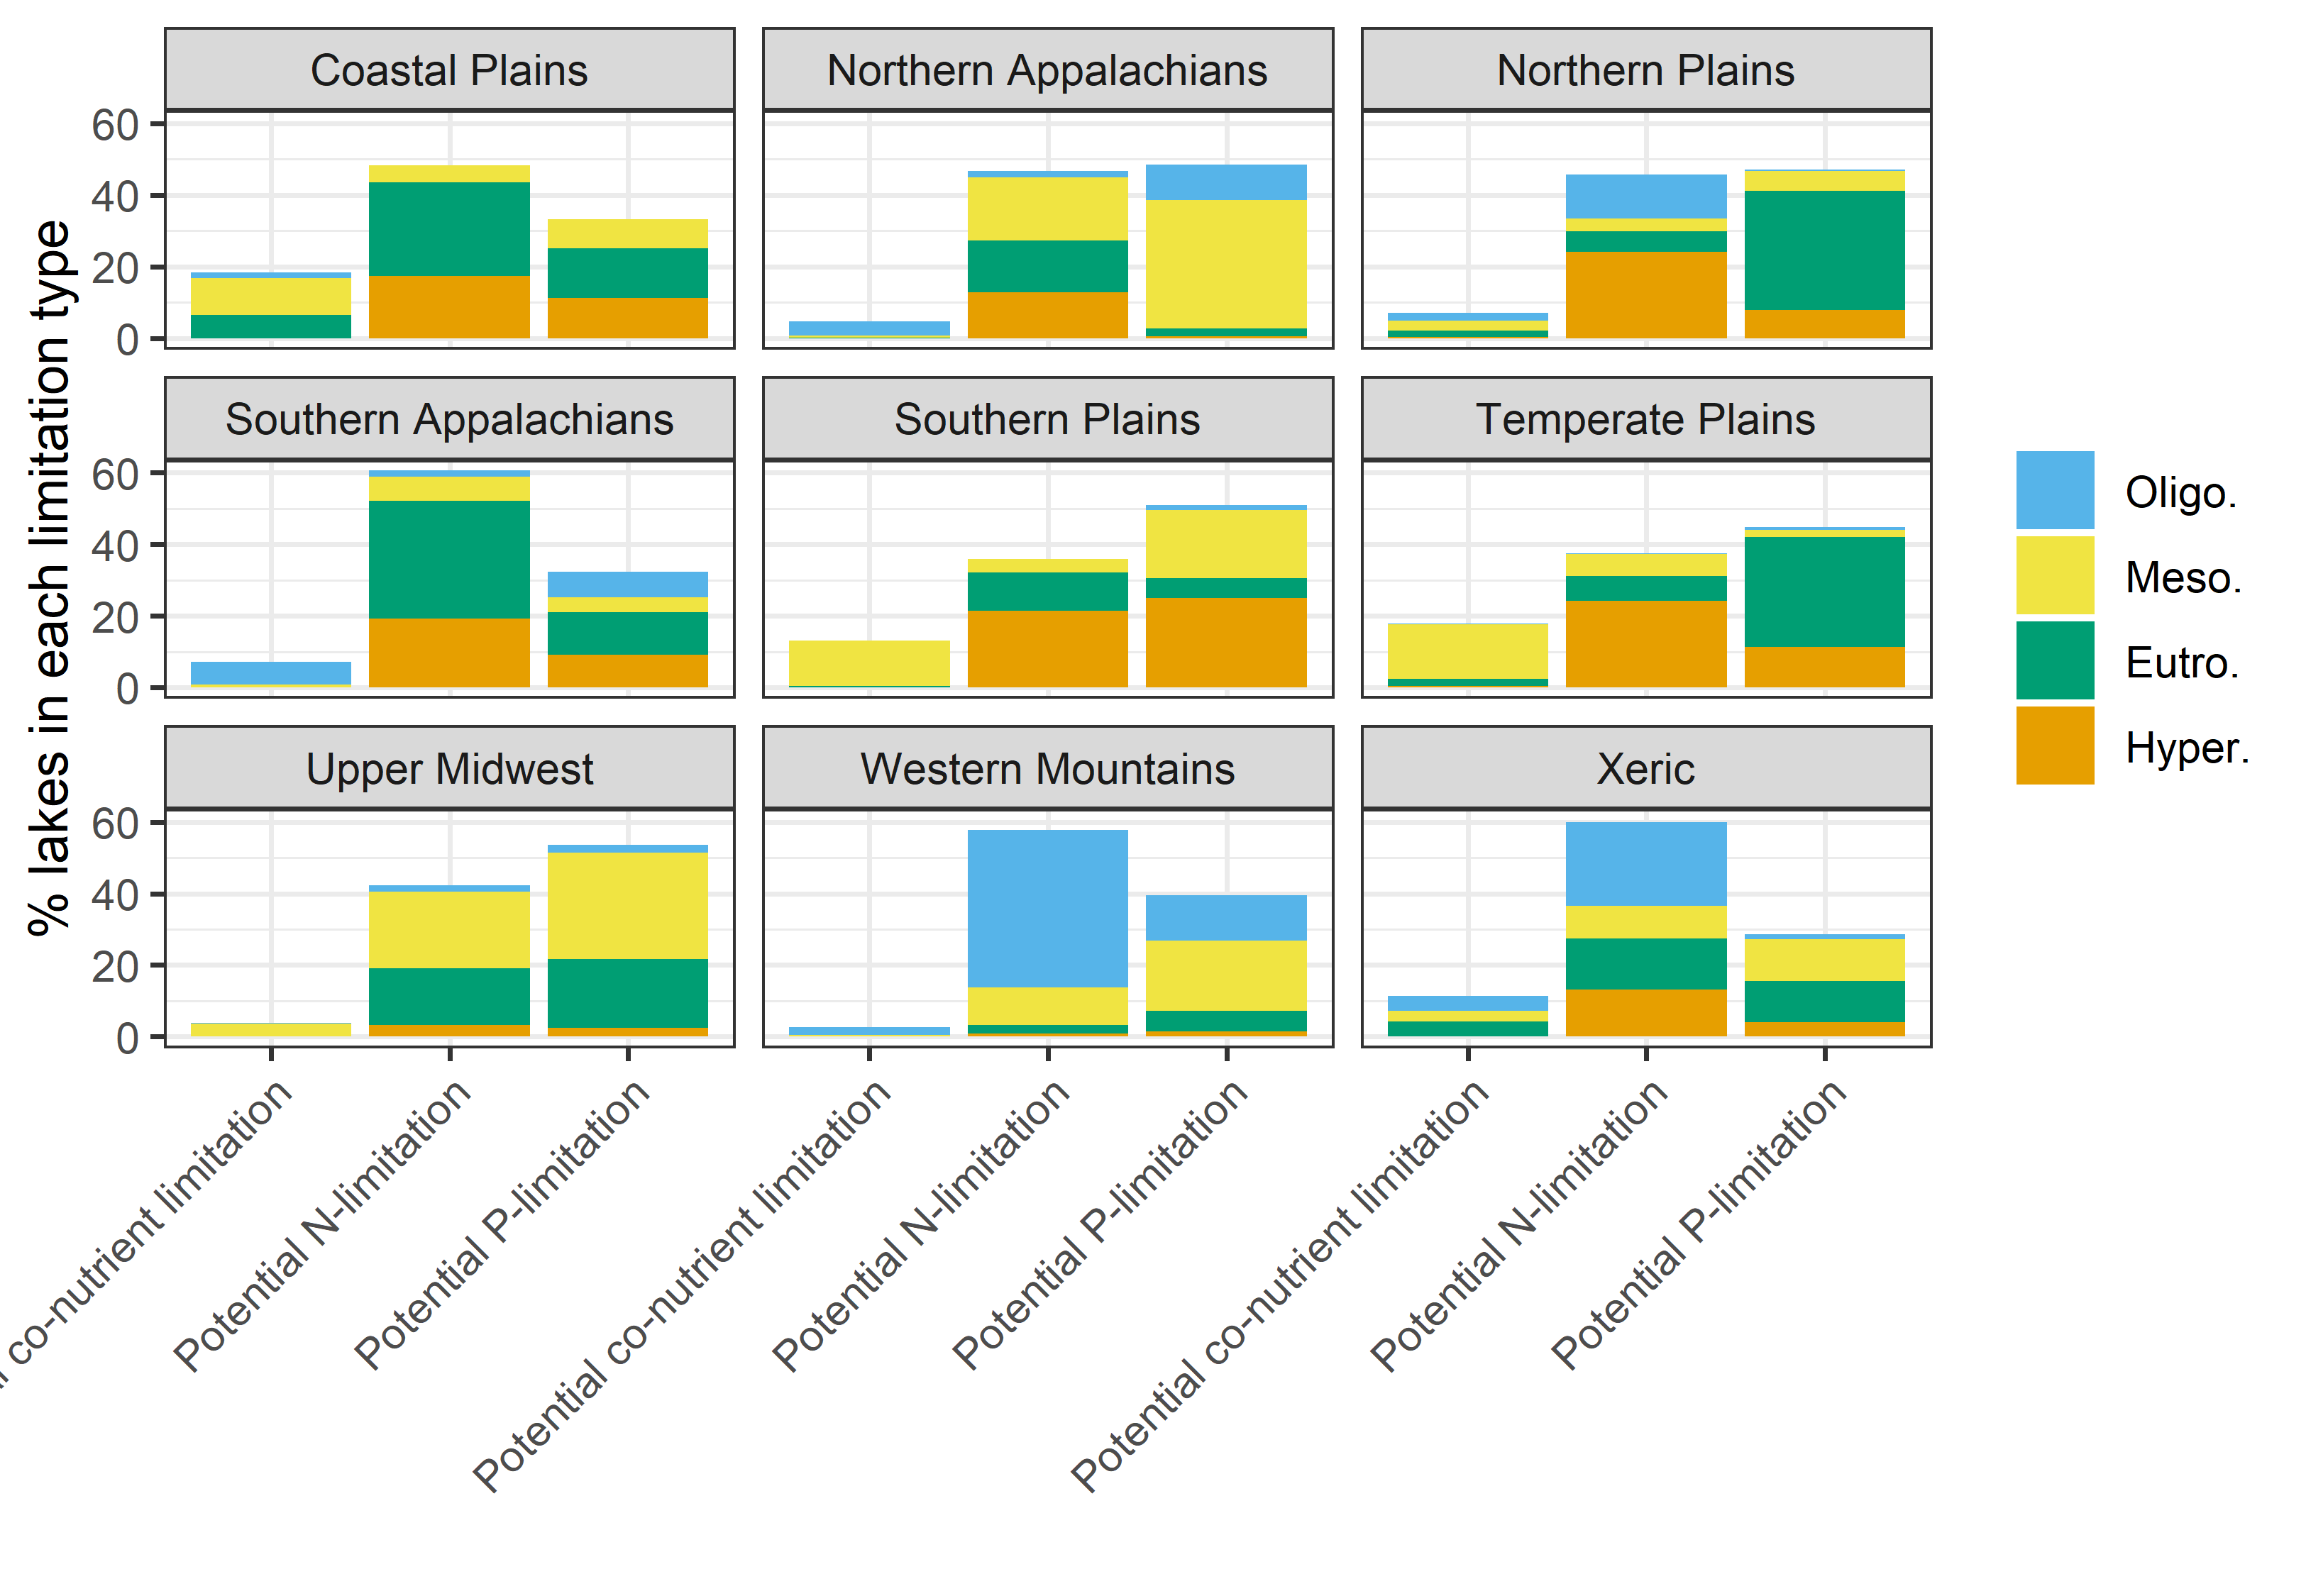 % lakes in each limitation type
Coastal Plains
Northern Appalachians
Northern Plains
60
40
20
0
Southern Appalachians
Southern Plains
Temperate Plains
60
40
20
0
Upper Midwest
Western Mountains
Xeric
60
40
20
0
co-nutrient limitation
Potential N-limitation
Potential P-limitation
Potential co-nutrient limitation
Potential N-limitation
Potential P-limitation
Potential co-nutrient limitation
Potential N-limitation
Potential P-limitation
Oligo.
Meso.
Eutro.
Hyper.